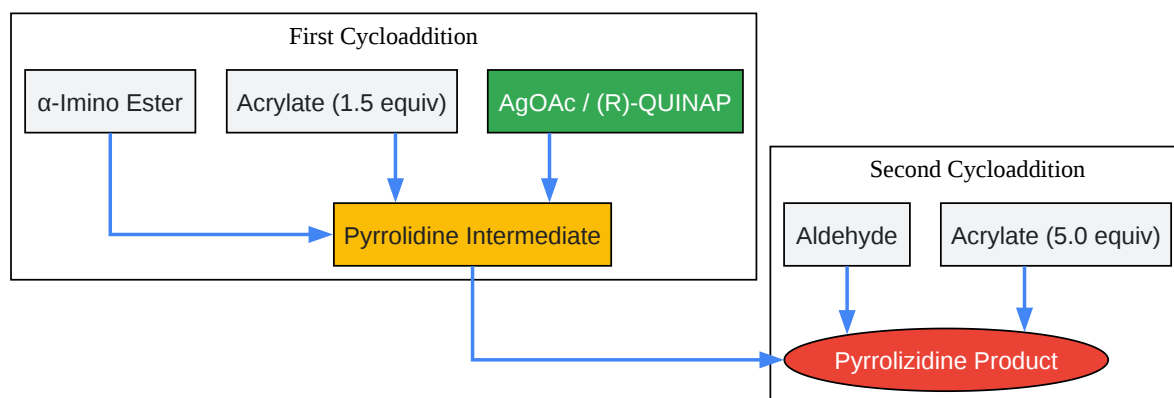 First Cycloaddition
α-Imino Ester
Acrylate (1.5 equiv)
AgOAc / (R)-QUINAP
Pyrrolidine Intermediate
Second Cycloaddition
Aldehyde
Acrylate (5.0 equiv)
Pyrrolizidine Product